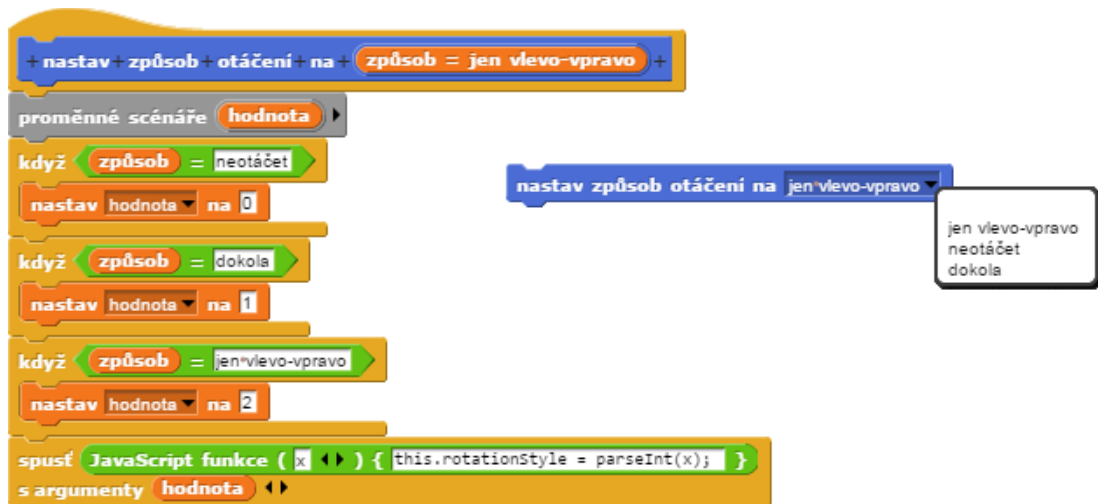 + nastav + způsob + otáčení + na + způsob = jen vlevo-vpravo +
proměnné scénáře hodnota
když způsob = neotáčet
nastav hodnota na 0
když způsob = dokola
nastav hodnota na 1
když způsob = jen vlevo-vpravo
nastav hodnota na 2
spusť JavaScript funkce ( x ) { this.rotationStyle = parseInt(x); }
s argumenty hodnota
nastav způsob otáčení na jen vlevo-vpravo
jen vlevo-vpravo
neotáčet
dokola